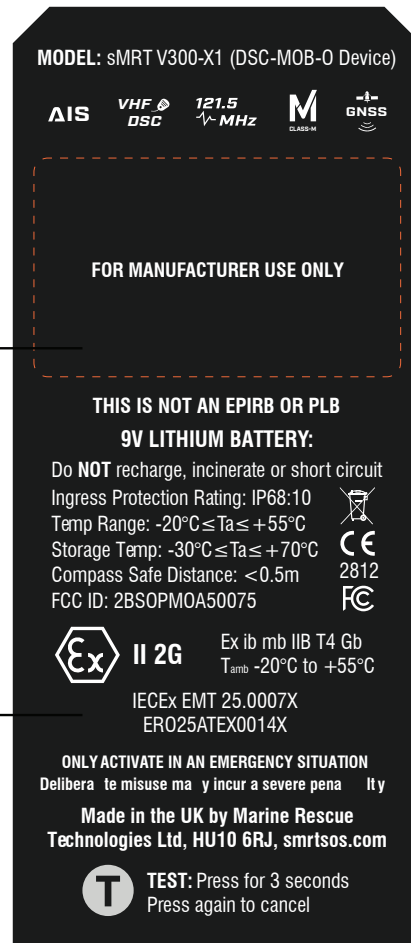 MODEL: sMRT V300-X1 (DSC-MOB-O Device)
AIS VHF DSC 121.5 MHz M CLASS-M GNSS
FOR MANUFACTURER USE ONLY
THIS IS NOT AN EPIRB OR PLB
9V LITHIUM BATTERY:
Do NOT recharge, incinerate or short circuit
Ingress Protection Rating: IP68:10
Temp Range: -20°C≤Ta≤+55°C
Storage Temp: -30°C≤Ta≤+70°C
CE
Compass Safe Distance: <0.5m
2812
FCC ID: 2BSOPMOA50075
FC
Ex II 2G
Ex ib mb IIB T4 Gb
Tamb -20°C to +55°C
IECEx EMT 25.0007X
ERO25ATEX0014X
ONLY ACTIVATE IN AN EMERGENCY SITUATION
Delibera te misuse ma y incur a severe pena lty
Made in the UK by Marine Rescue
Technologies Ltd, HU10 6RJ, smrtsos.com
T
TEST: Press for 3 seconds
Press again to cancel